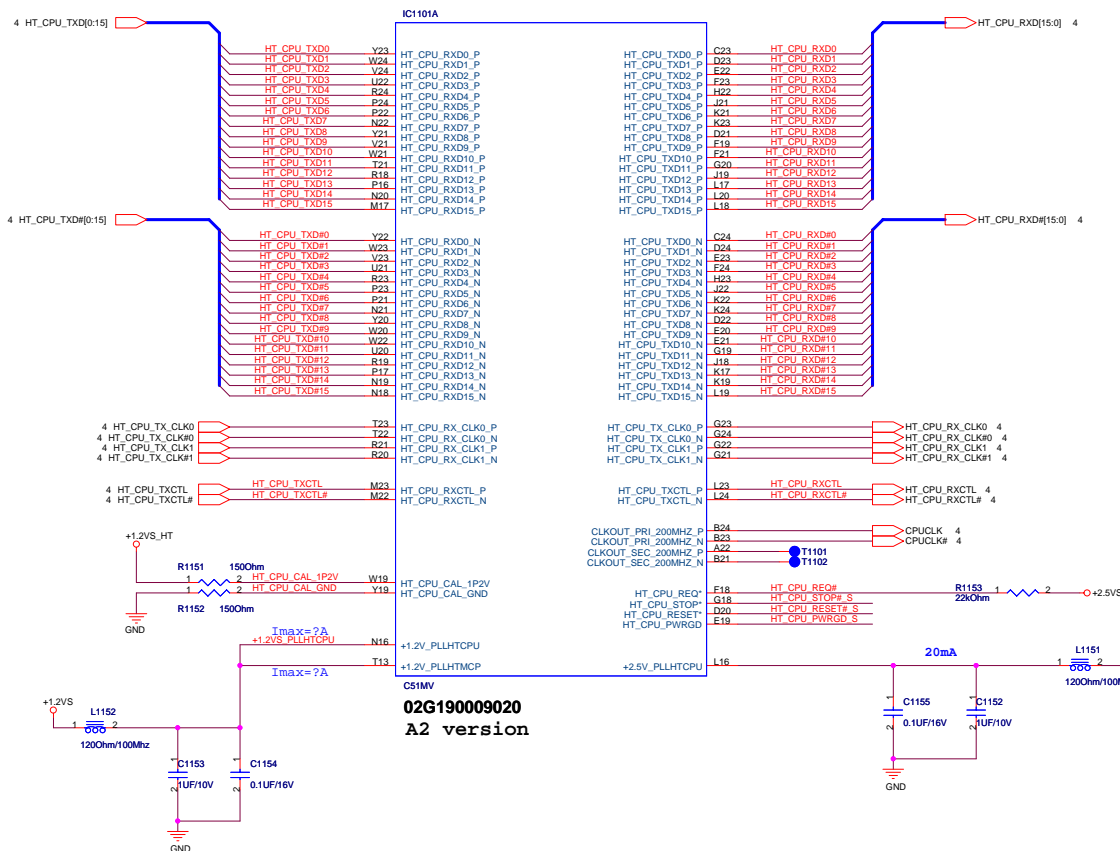 IC1101A
4 HT_CPU_TXD[0:15]
HT_CPU_RXD[15:0] 4
HT_CPU_TXD0 Y23 HT_CPU_RXD0_P HT_CPU_TXD0_P C23 HT_CPU_RXD0
HT_CPU_TXD1 W24 HT_CPU_RXD1_P HT_CPU_TXD1_P D23 HT_CPU_RXD1
HT_CPU_TXD2 V24 HT_CPU_RXD2_P HT_CPU_TXD2_P E22 HT_CPU_RXD2
HT_CPU_TXD3 U22 HT_CPU_RXD3_P HT_CPU_TXD3_P F23 HT_CPU_RXD3
HT_CPU_TXD4 R24 HT_CPU_RXD4_P HT_CPU_TXD4_P H22 HT_CPU_RXD4
HT_CPU_TXD5 P24 HT_CPU_RXD5_P HT_CPU_TXD5_P J21 HT_CPU_RXD5
HT_CPU_TXD6 P22 HT_CPU_RXD6_P HT_CPU_TXD6_P K21 HT_CPU_RXD6
HT_CPU_TXD7 N22 HT_CPU_RXD7_P HT_CPU_TXD7_P K23 HT_CPU_RXD7
HT_CPU_TXD8 Y21 HT_CPU_RXD8_P HT_CPU_TXD8_P D21 HT_CPU_RXD8
HT_CPU_TXD9 V21 HT_CPU_RXD9_P HT_CPU_TXD9_P F19 HT_CPU_RXD9
HT_CPU_TXD10 W21 HT_CPU_RXD10_P HT_CPU_TXD10_P F21 HT_CPU_RXD10
HT_CPU_TXD11 T21 HT_CPU_RXD11_P HT_CPU_TXD11_P G20 HT_CPU_RXD11
HT_CPU_TXD12 R18 HT_CPU_RXD12_P HT_CPU_TXD12_P J19 HT_CPU_RXD12
HT_CPU_TXD13 P16 HT_CPU_RXD13_P HT_CPU_TXD13_P L17 HT_CPU_RXD13
HT_CPU_TXD14 N20 HT_CPU_RXD14_P HT_CPU_TXD14_P L20 HT_CPU_RXD14
HT_CPU_TXD15 M17 HT_CPU_RXD15_P HT_CPU_TXD15_P L18 HT_CPU_RXD15
4 HT_CPU_TXD#[0:15]
HT_CPU_RXD#[15:0] 4
HT_CPU_TXD#0 Y22 HT_CPU_RXD0_N HT_CPU_TXD0_N C24 HT_CPU_RXD#0
HT_CPU_TXD#1 W23 HT_CPU_RXD1_N HT_CPU_TXD1_N D24 HT_CPU_RXD#1
HT_CPU_TXD#2 V23 HT_CPU_RXD2_N HT_CPU_TXD2_N E23 HT_CPU_RXD#2
HT_CPU_TXD#3 U21 HT_CPU_RXD3_N HT_CPU_TXD3_N F24 HT_CPU_RXD#3
HT_CPU_TXD#4 R23 HT_CPU_RXD4_N HT_CPU_TXD4_N H23 HT_CPU_RXD#4
HT_CPU_TXD#5 P23 HT_CPU_RXD5_N HT_CPU_TXD5_N J22 HT_CPU_RXD#5
HT_CPU_TXD#6 P21 HT_CPU_RXD6_N HT_CPU_TXD6_N K22 HT_CPU_RXD#6
HT_CPU_TXD#7 N21 HT_CPU_RXD7_N HT_CPU_TXD7_N K24 HT_CPU_RXD#7
HT_CPU_TXD#8 Y20 HT_CPU_RXD8_N HT_CPU_TXD8_N D22 HT_CPU_RXD#8
HT_CPU_TXD#9 W20 HT_CPU_RXD9_N HT_CPU_TXD9_N E20 HT_CPU_RXD#9
HT_CPU_TXD#10 W22 HT_CPU_RXD10_N HT_CPU_TXD10_N E21 HT_CPU_RXD#10
HT_CPU_TXD#11 U20 HT_CPU_RXD11_N HT_CPU_TXD11_N G19 HT_CPU_RXD#11
HT_CPU_TXD#12 R19 HT_CPU_RXD12_N HT_CPU_TXD12_N J18 HT_CPU_RXD#12
HT_CPU_TXD#13 P17 HT_CPU_RXD13_N HT_CPU_TXD13_N K17 HT_CPU_RXD#13
HT_CPU_TXD#14 N19 HT_CPU_RXD14_N HT_CPU_TXD14_N K19 HT_CPU_RXD#14
HT_CPU_TXD#15 N18 HT_CPU_RXD15_N HT_CPU_TXD15_N L19 HT_CPU_RXD#15
4 HT_CPU_TX_CLK0 T23 HT_CPU_RX_CLK0_P HT_CPU_TX_CLK0_P G23 HT_CPU_RX_CLK0 4
4 HT_CPU_TX_CLK#0 T22 HT_CPU_RX_CLK0_N HT_CPU_TX_CLK0_N G24 HT_CPU_RX_CLK#0 4
4 HT_CPU_TX_CLK1 R21 HT_CPU_RX_CLK1_P HT_CPU_TX_CLK1_P G22 HT_CPU_RX_CLK1 4
4 HT_CPU_TX_CLK#1 R20 HT_CPU_RX_CLK1_N HT_CPU_TX_CLK1_N G21 HT_CPU_RX_CLK#1 4
4 HT_CPU_TXCTL HT_CPU_TXCTL M23 HT_CPU_RXCTL_P HT_CPU_TXCTL_P L23 HT_CPU_RXCTL HT_CPU_RXCTL 4
4 HT_CPU_TXCTL# HT_CPU_TXCTL# M22 HT_CPU_RXCTL_N HT_CPU_TXCTL_N L24 HT_CPU_RXCTL# HT_CPU_RXCTL# 4
CLKOUT_PRI_200MHZ_P B24 CPUCLK 4
CLKOUT_PRI_200MHZ_N B23 CPUCLK# 4
CLKOUT_SEC_200MHZ_P A22 T1101
CLKOUT_SEC_200MHZ_N B21 T1102
+1.2VS_HT
R1151 1 150Ohm 2 HT_CPU_CAL_1P2V W19 HT_CPU_CAL_1P2V
1 2 HT_CPU_CAL_GND Y19 HT_CPU_CAL_GND
R1152 150Ohm
GND
HT_CPU_REQ* F18 HT_CPU_REQ# R1153 22kOhm 1 2 +2.5VS
HT_CPU_STOP* G18 HT_CPU_STOP#_S
HT_CPU_RESET* D20 HT_CPU_RESET#_S
HT_CPU_PWRGD E19 HT_CPU_PWRGD_S
Imax=?A
+1.2VS_PLLHTCPU N16 +1.2V_PLLHTCPU
T13 +1.2V_PLLHTMCP
Imax=?A
+2.5V_PLLHTCPU L16 20mA 1 L1151
120Ohm/100M
C51MV
02G190009020
A2 version
+1.2VS
L1152
1 2
120Ohm/100Mhz
1 C1153 1UF/10V 2
1 C1154 0.1UF/16V 2
GND
1 C1155 0.1UF/16V 2
1 C1152 1UF/10V 2
GND